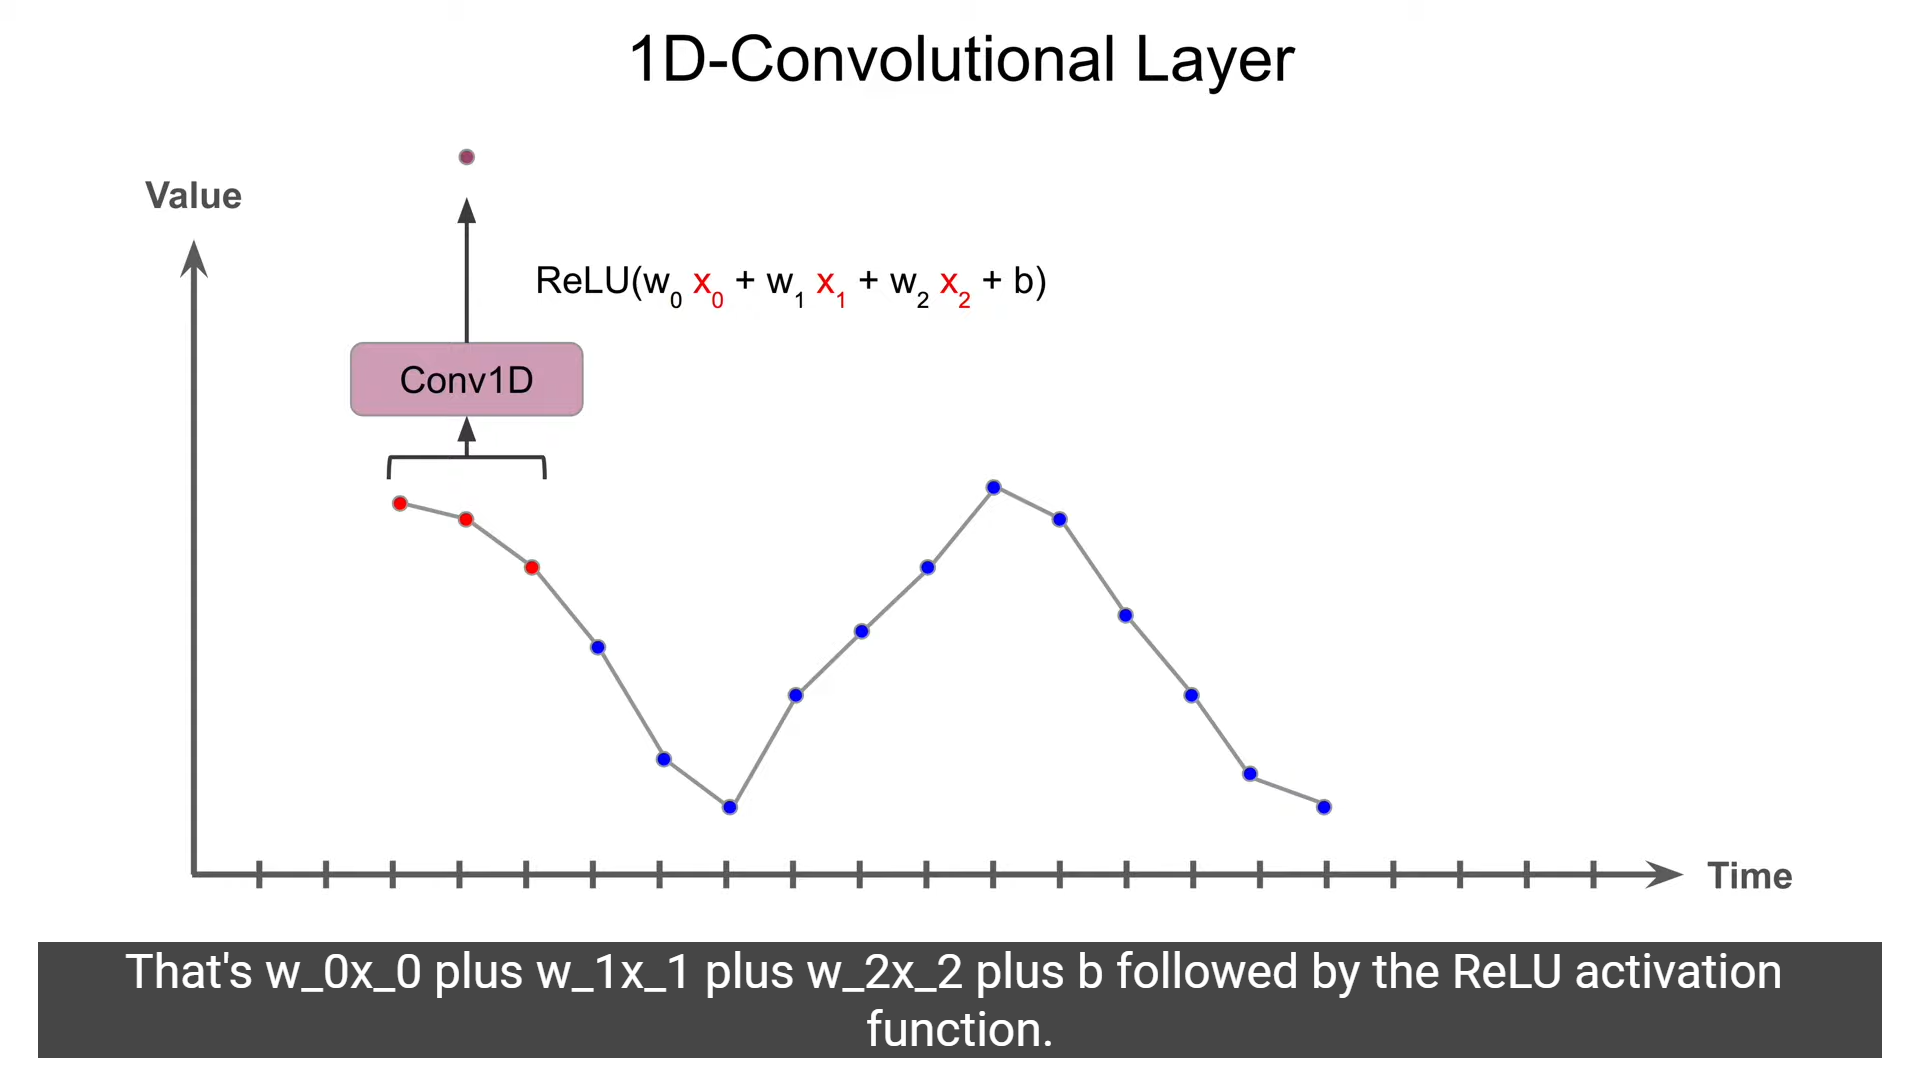 1D-Convolutional Layer
Value
ReLU(w₀ x₀ + w₁ x₁ + w₂ x₂ + b)
Conv1D
Time
That's w_0x_0 plus w_1x_1 plus w_2x_2 plus b followed by the ReLU activation
function.